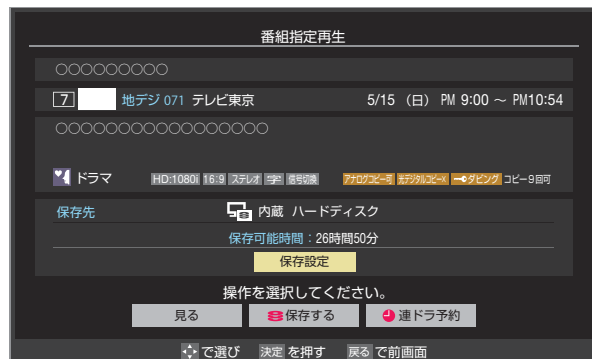 番組指定再生
○○○○○○○○○
7 地デジ 071 テレビ東京 5/15 (日) PM 9:00 ～ PM10:54
○○○○○○○○○○○○○○○○○
ドラマ HD:1080i 16:9 ステレオ 字 信号切換 アナログコピー可 光デジタルコピー× ダビング コピー9回可
保存先 内蔵 ハードディスク
保存可能時間：26時間50分
保存設定
操作を選択してください。
見る 保存する 連ドラ予約
で選び 決定 を押す 戻る で前画面